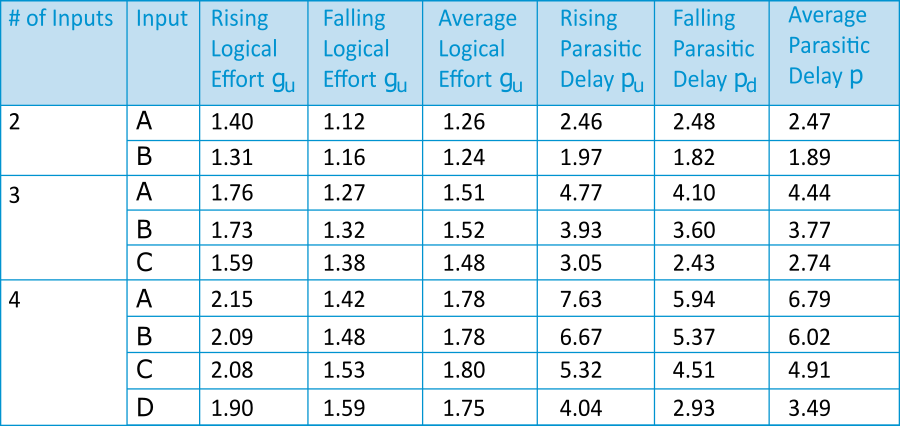 # of Inputs Input Rising Falling Average Rising Falling Average
Logical Logical Logical Parasitic Parasitic Parasitic
Effort gu Effort gu Effort gu Delay pu Delay pd Delay p
2 A 1.40 1.12 1.26 2.46 2.48 2.47
B 1.31 1.16 1.24 1.97 1.82 1.89
3 A 1.76 1.27 1.51 4.77 4.10 4.44
B 1.73 1.32 1.52 3.93 3.60 3.77
C 1.59 1.38 1.48 3.05 2.43 2.74
4 A 2.15 1.42 1.78 7.63 5.94 6.79
B 2.09 1.48 1.78 6.67 5.37 6.02
C 2.08 1.53 1.80 5.32 4.51 4.91
D 1.90 1.59 1.75 4.04 2.93 3.49